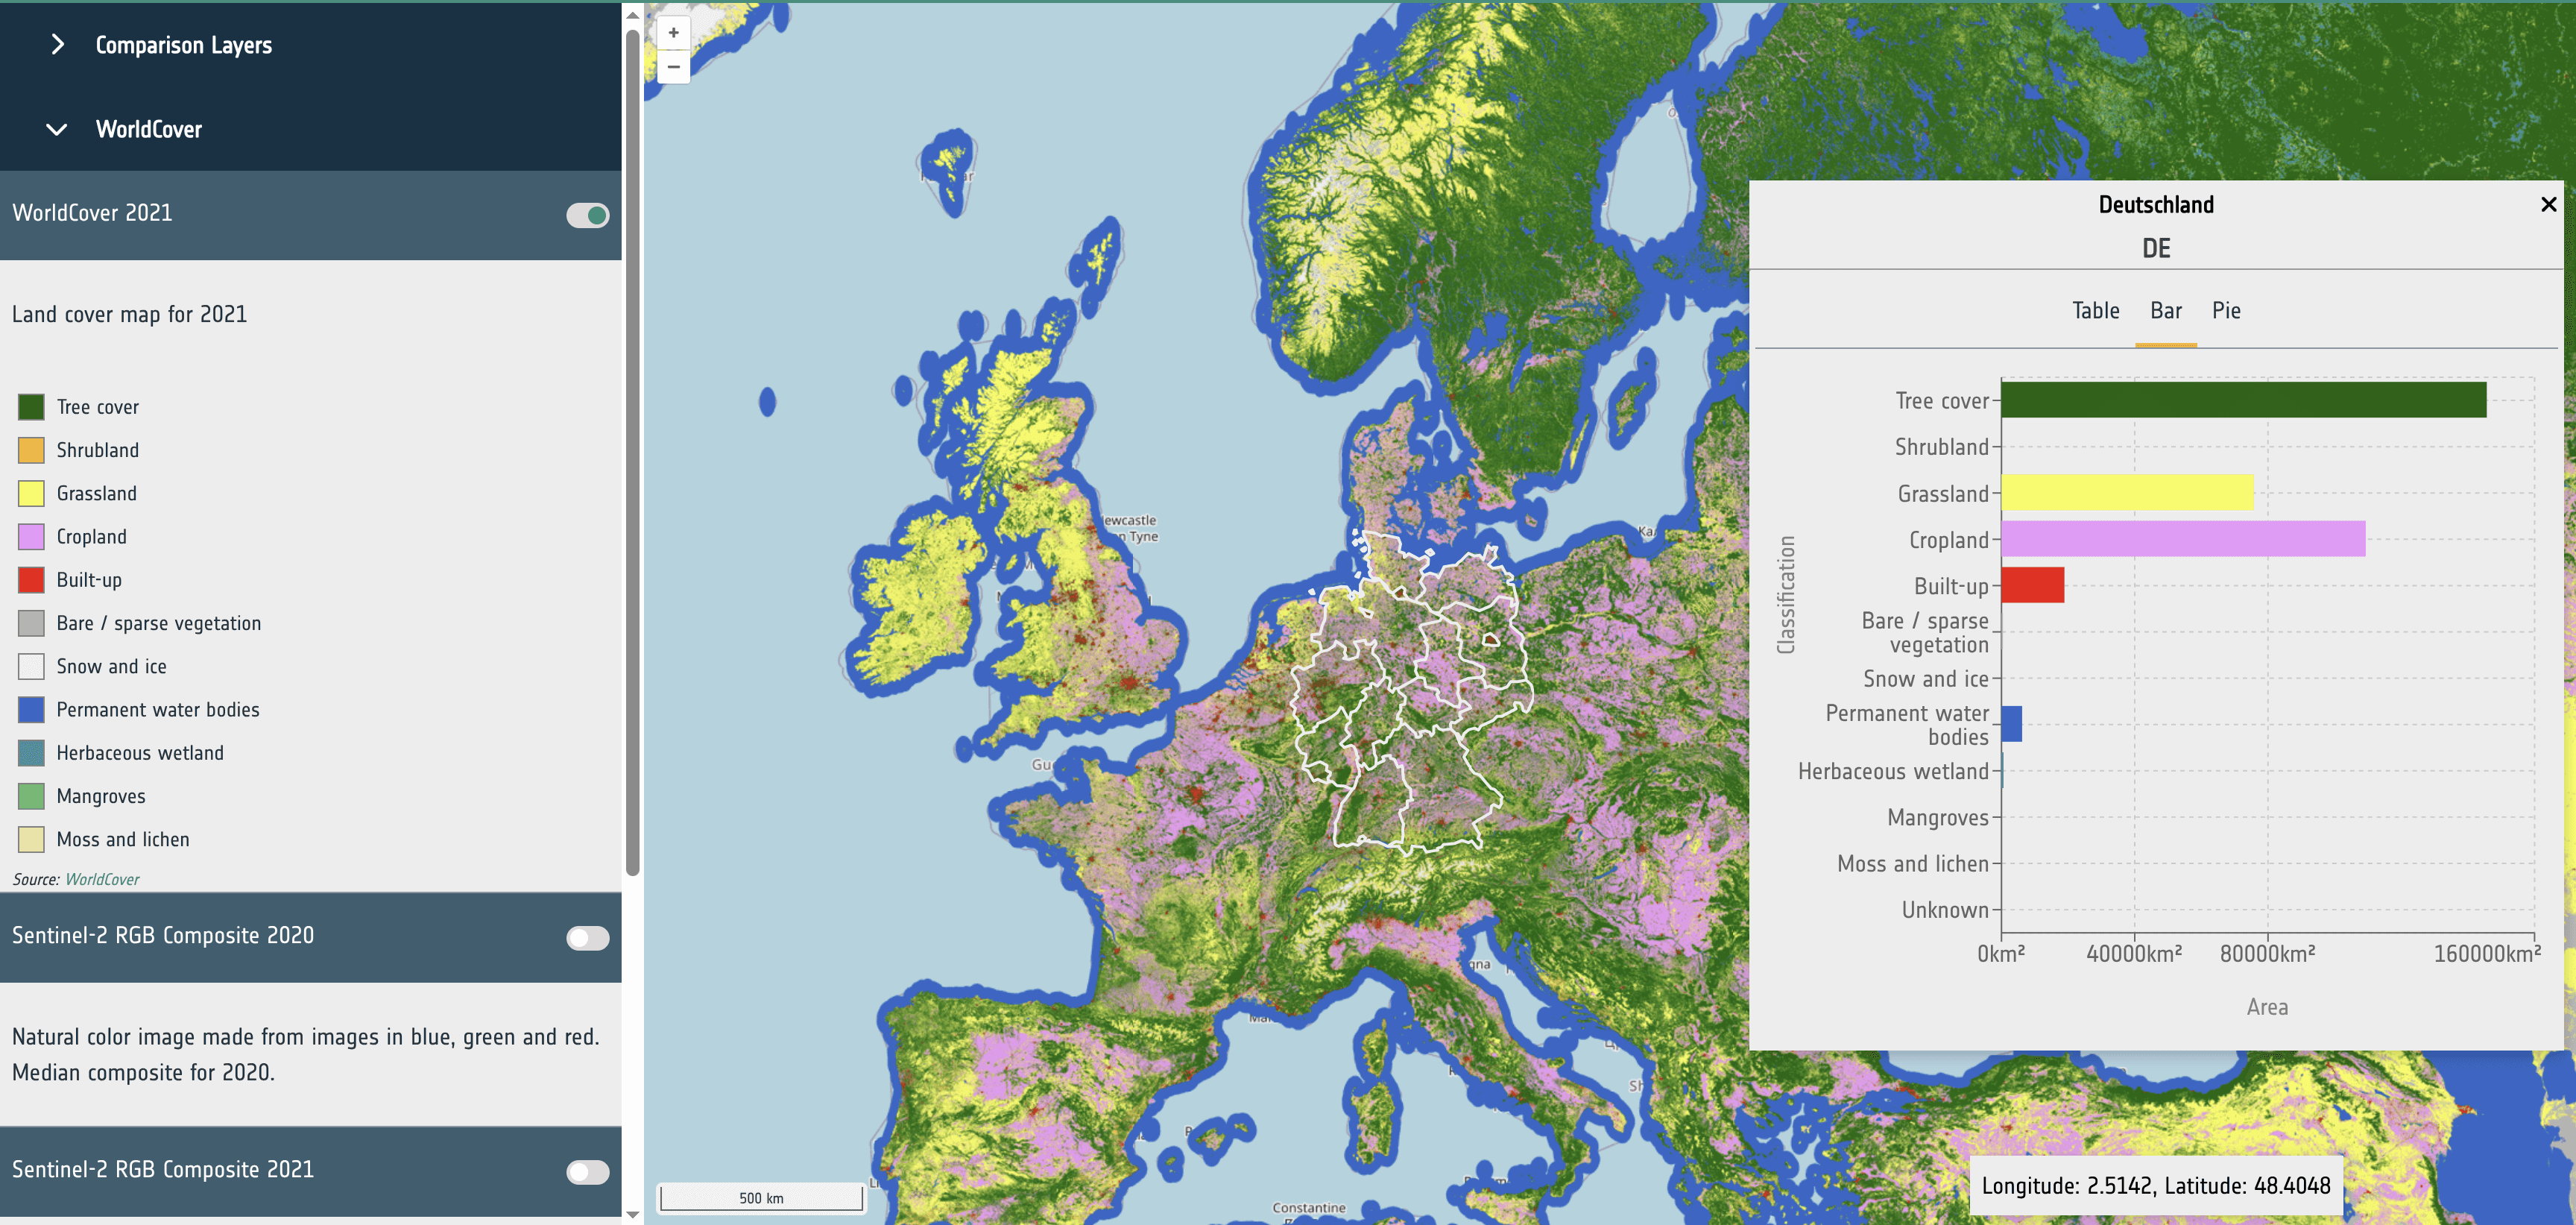 Comparison Layers
WorldCover
WorldCover 2021
Land cover map for 2021
Tree cover
Shrubland
Grassland
Cropland
Built-up
Bare / sparse vegetation
Snow and ice
Permanent water bodies
Herbaceous wetland
Mangroves
Moss and lichen
Source: WorldCover
Sentinel-2 RGB Composite 2020
Natural color image made from images in blue, green and red.
Median composite for 2020.
Sentinel-2 RGB Composite 2021
+
−
ewcastle
n Tyne
Ka
Gu
500 km
Constantine
Deutschland
DE
Table Bar Pie
Classification
Tree cover
Shrubland
Grassland
Cropland
Built-up
Bare / sparse
vegetation
Snow and ice
Permanent water
bodies
Herbaceous wetland
Mangroves
Moss and lichen
Unknown
0km² 40000km² 80000km² 160000km²
Area
Longitude: 2.5142, Latitude: 48.4048